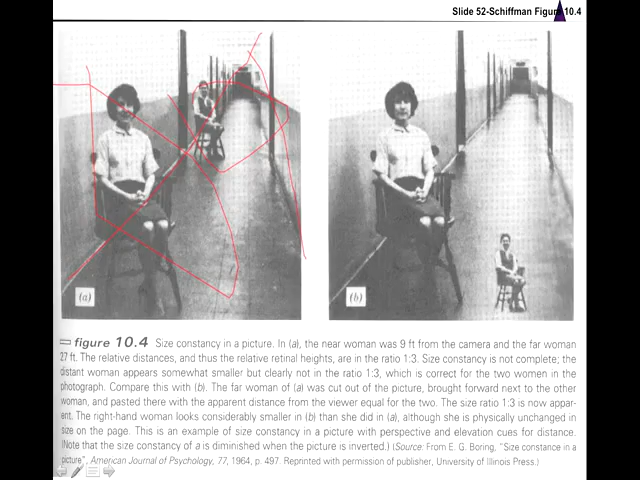 Slide 52-Schiffman Figure 10.4
(a)
(b)
figure 10.4 Size constancy in a picture. In (a), the near woman was 9 ft from the camera and the far woman
27 ft. The relative distances, and thus the relative retinal heights, are in the ratio 1:3. Size constancy is not complete; the
distant woman appears somewhat smaller but clearly not in the ratio 1:3, which is correct for the two women in the
photograph. Compare this with (b). The far woman of (a) was cut out of the picture, brought forward next to the other
woman, and pasted there with the apparent distance from the viewer equal for the two. The size ratio 1:3 is now appar-
ent. The right-hand woman looks considerably smaller in (b) than she did in (a), although she is physically unchanged in
size on the page. This is an example of size constancy in a picture with perspective and elevation cues for distance.
(Note that the size constancy of a is diminished when the picture is inverted.) (Source: From E. G. Boring, "Size constancy in a
picture", American Journal of Psychology, 77, 1964, p. 497. Reprinted with permission of publisher, University of Illinois Press.)